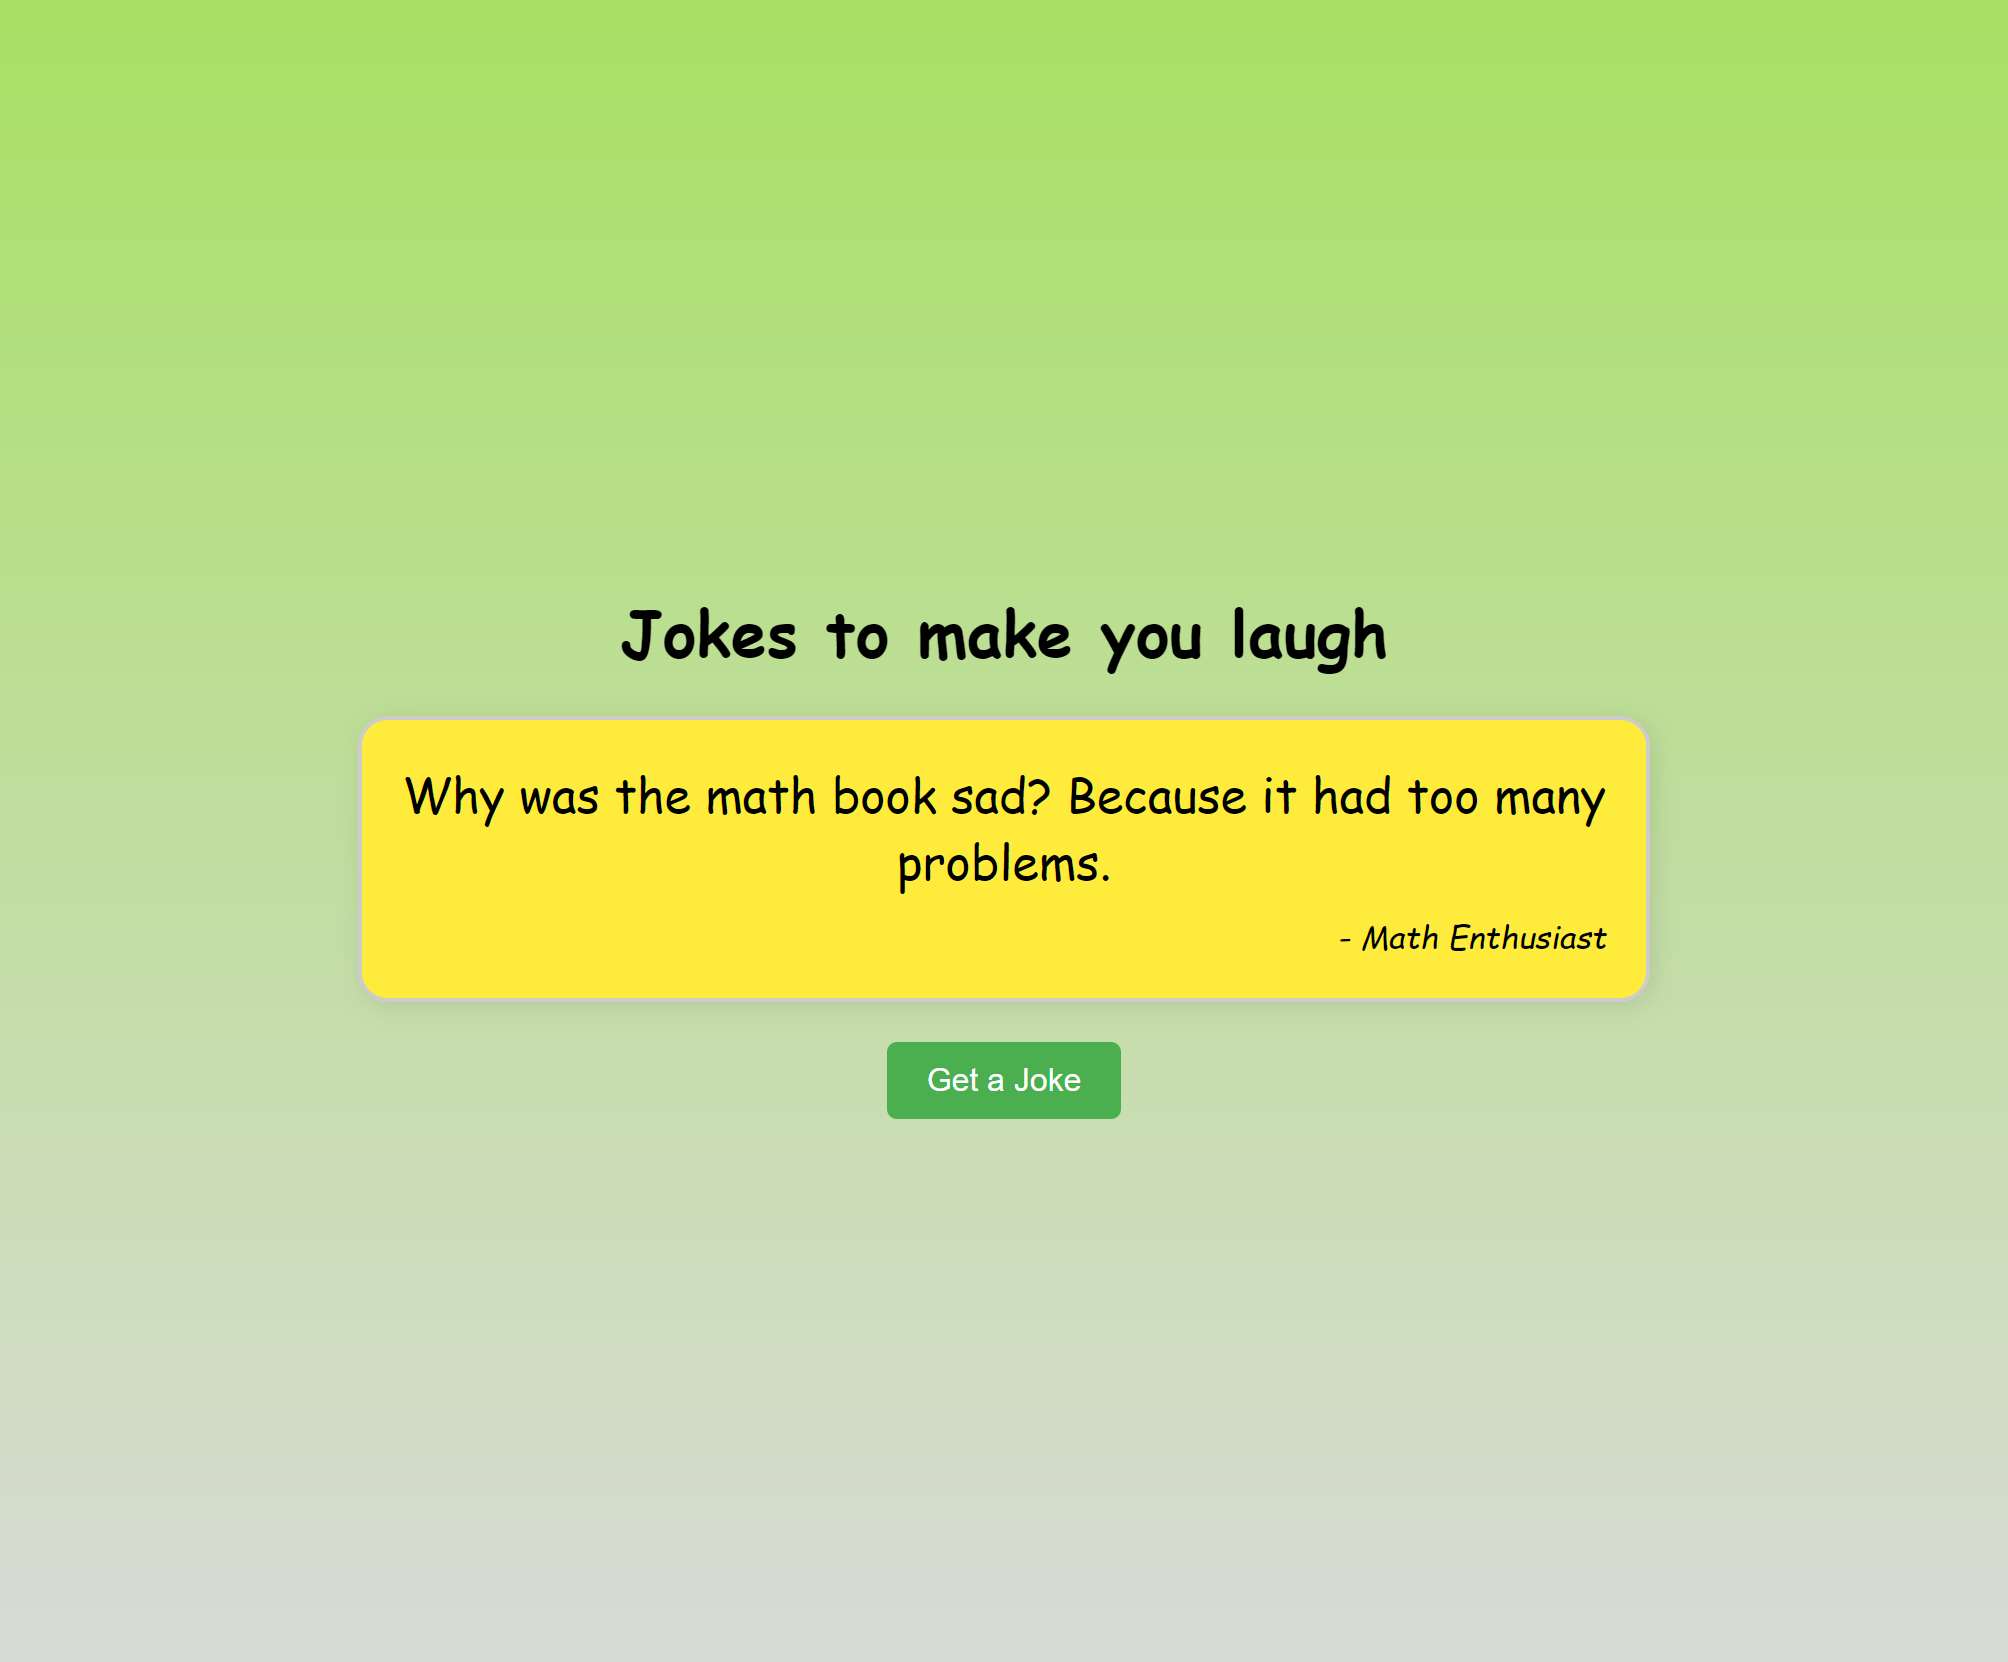 Jokes to make you laugh
Why was the math book sad? Because it had too many
problems.
- Math Enthusiast
Get a Joke